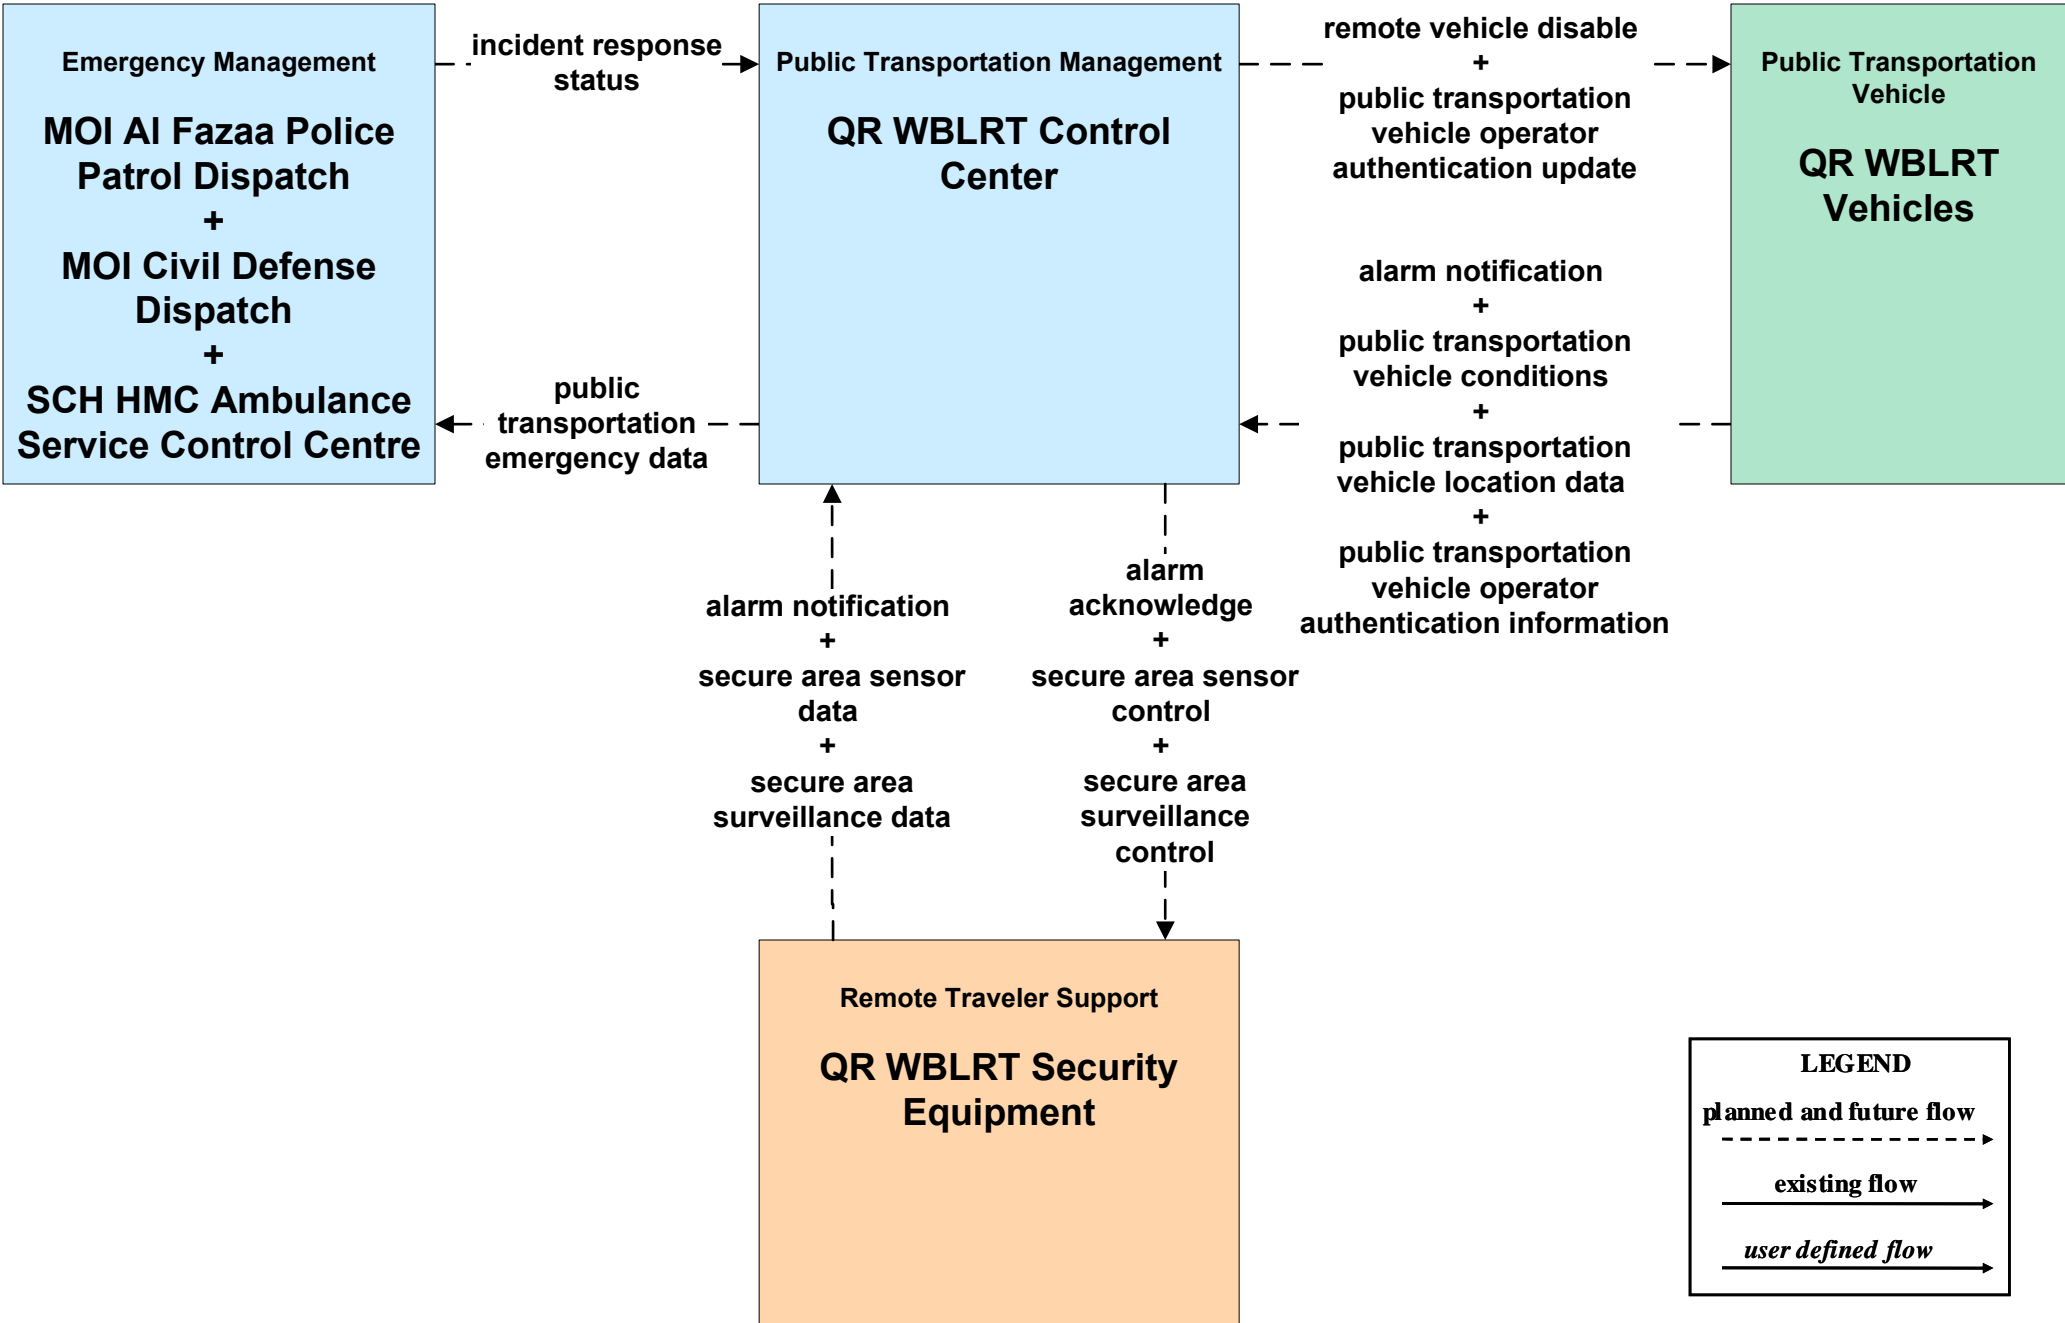 Emergency Management
MOI Al Fazaa Police
Patrol Dispatch
+
MOI Civil Defense
Dispatch
+
SCH HMC Ambulance
Service Control Centre
incident response
status
public
transportation
emergency data
Public Transportation Management
QR WBLRT Control
Center
remote vehicle disable
+
public transportation
vehicle operator
authentication update
alarm notification
+
public transportation
vehicle conditions
+
public transportation
vehicle location data
+
public transportation
vehicle operator
authentication information
Public Transportation
Vehicle
QR WBLRT
Vehicles
alarm notification
+
secure area sensor
data
+
secure area
surveillance data
alarm
acknowledge
+
secure area sensor
control
+
secure area
surveillance
control
Remote Traveler Support
QR WBLRT Security
Equipment
LEGEND
planned and future flow
existing flow
user defined flow